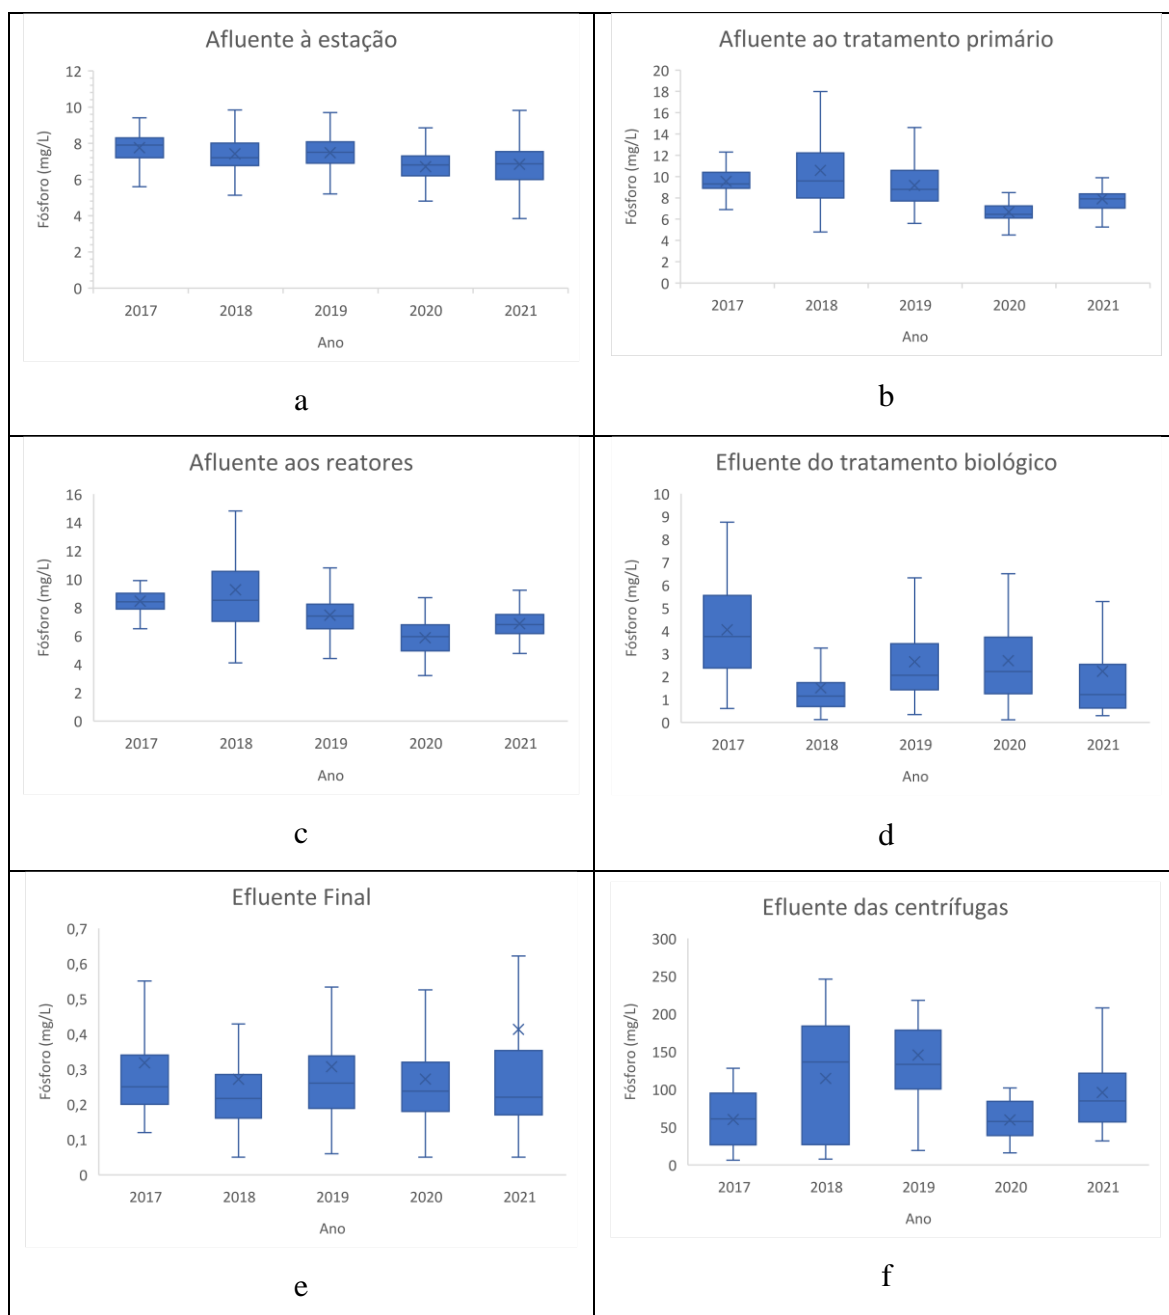 Afluente à estação
12
10
8
6
4
2
0
Fósforo (mg/L)
2017 2018 2019 2020 2021
Ano
a
Afluente ao tratamento primário
20
18
16
14
12
10
8
6
4
2
0
Fósforo (mg/L)
2017 2018 2019 2020 2021
Ano
b
Afluente aos reatores
16
14
12
10
8
6
4
2
0
Fósforo (mg/L)
2017 2018 2019 2020 2021
Ano
c
Efluente do tratamento biológico
10
9
8
7
6
5
4
3
2
1
0
Fósforo (mg/L)
2017 2018 2019 2020 2021
Ano
d
Efluente Final
0,7
0,6
0,5
0,4
0,3
0,2
0,1
0
Fósforo (mg/L)
2017 2018 2019 2020 2021
Ano
e
Efluente das centrífugas
300
250
200
150
100
50
0
Fósforo (mg/L)
2017 2018 2019 2020 2021
Ano
f